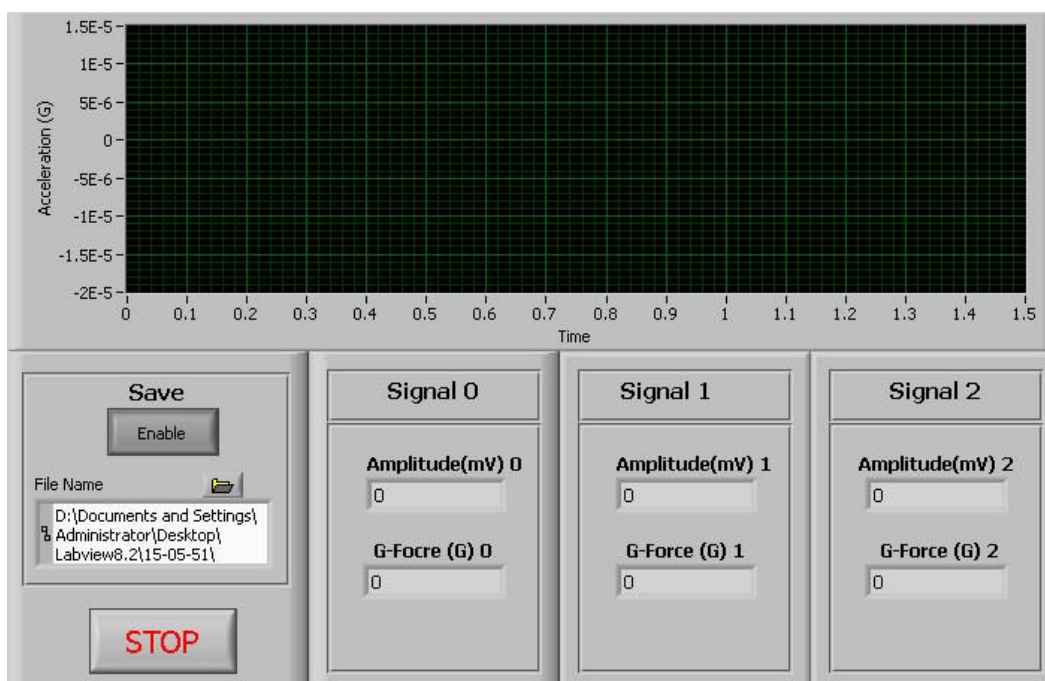 1.5E-5
1E-5
5E-6
0
-5E-6
-1E-5
-1.5E-5
-2E-5
Acceleration (G)
0 0.1 0.2 0.3 0.4 0.5 0.6 0.7 0.8 0.9 1 1.1 1.2 1.3 1.4 1.5
Time
Save
Enable
File Name
D:\Documents and Settings\
Administrator\Desktop\
Labview8.2\15-05-51\
STOP
Signal 0
Amplitude(mV) 0
0
G-Focre (G) 0
0
Signal 1
Amplitude(mV) 1
0
G-Force (G) 1
0
Signal 2
Amplitude(mV) 2
0
G-Force (G) 2
0